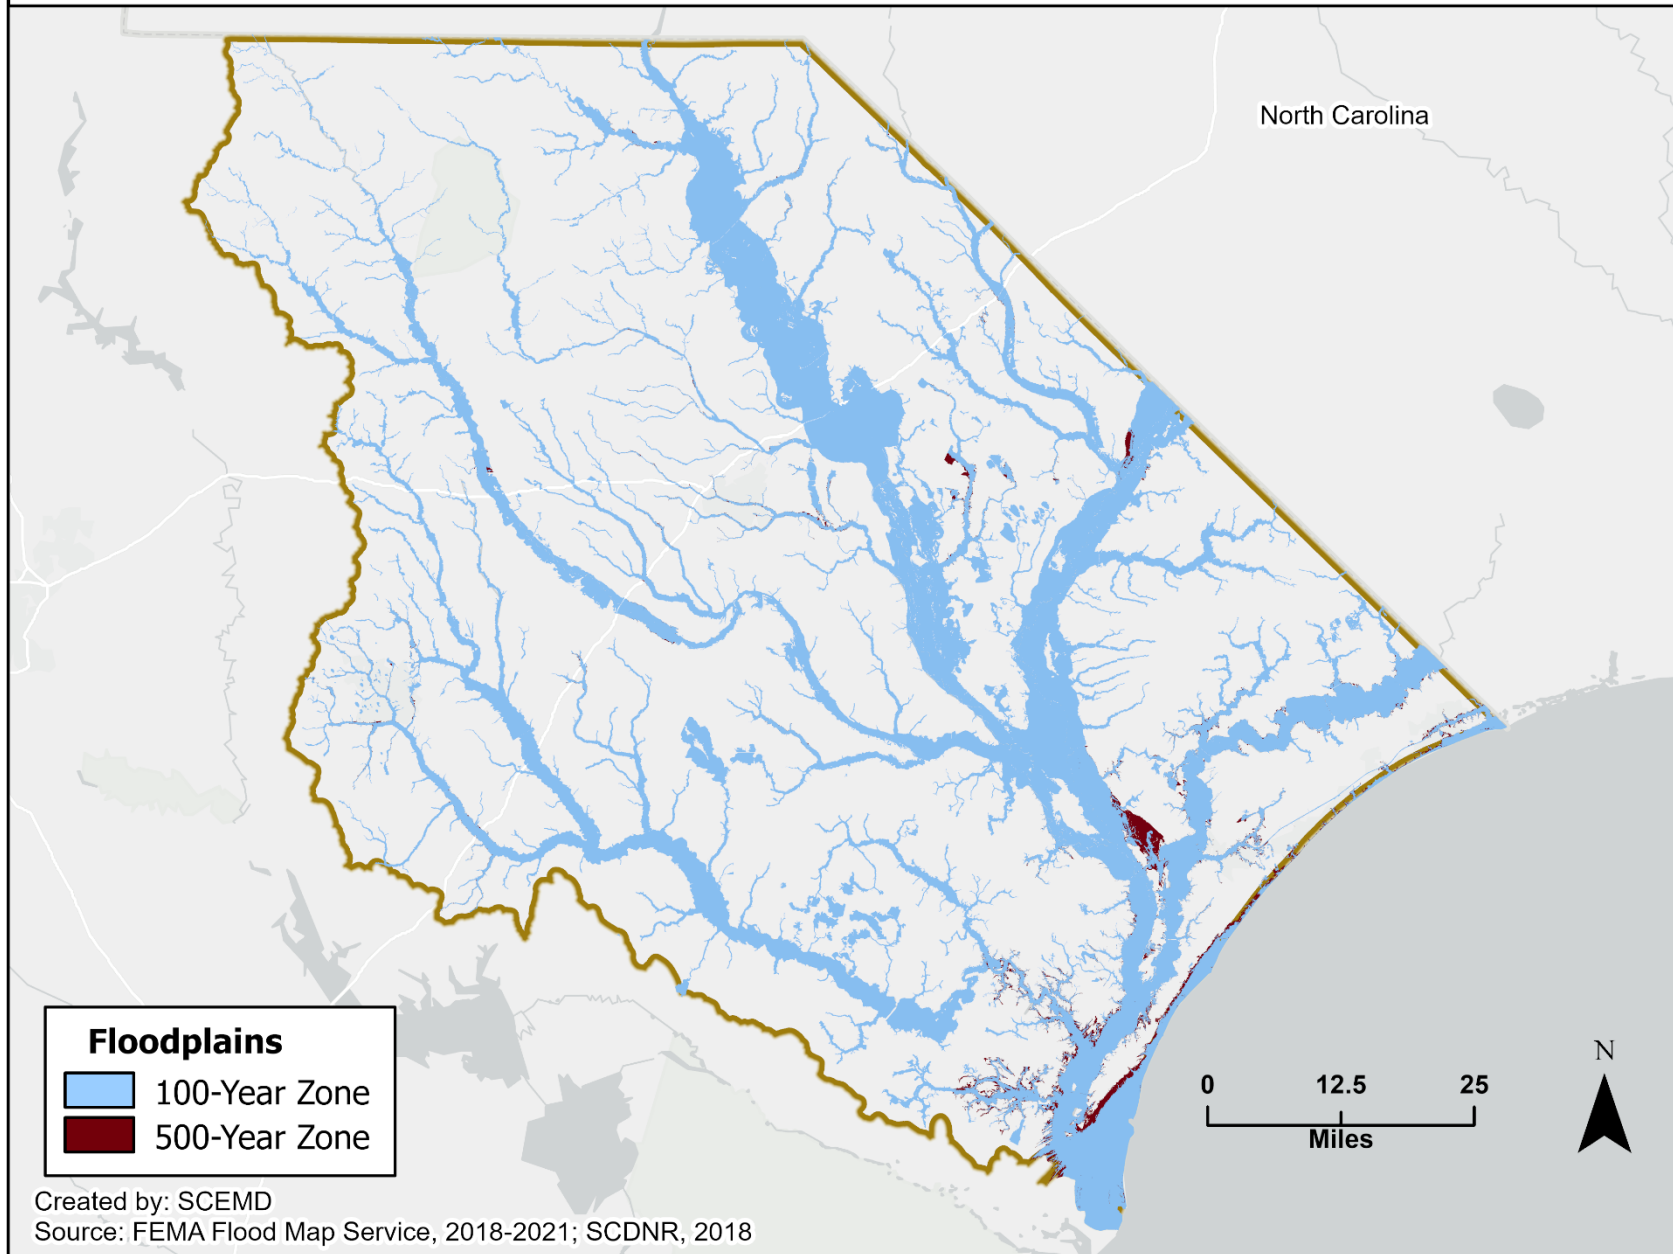 North Carolina
Floodplains
100-Year Zone
500-Year Zone
N
0 12.5 25
Miles
Created by: SCEMD
Source: FEMA Flood Map Service, 2018-2021; SCDNR, 2018